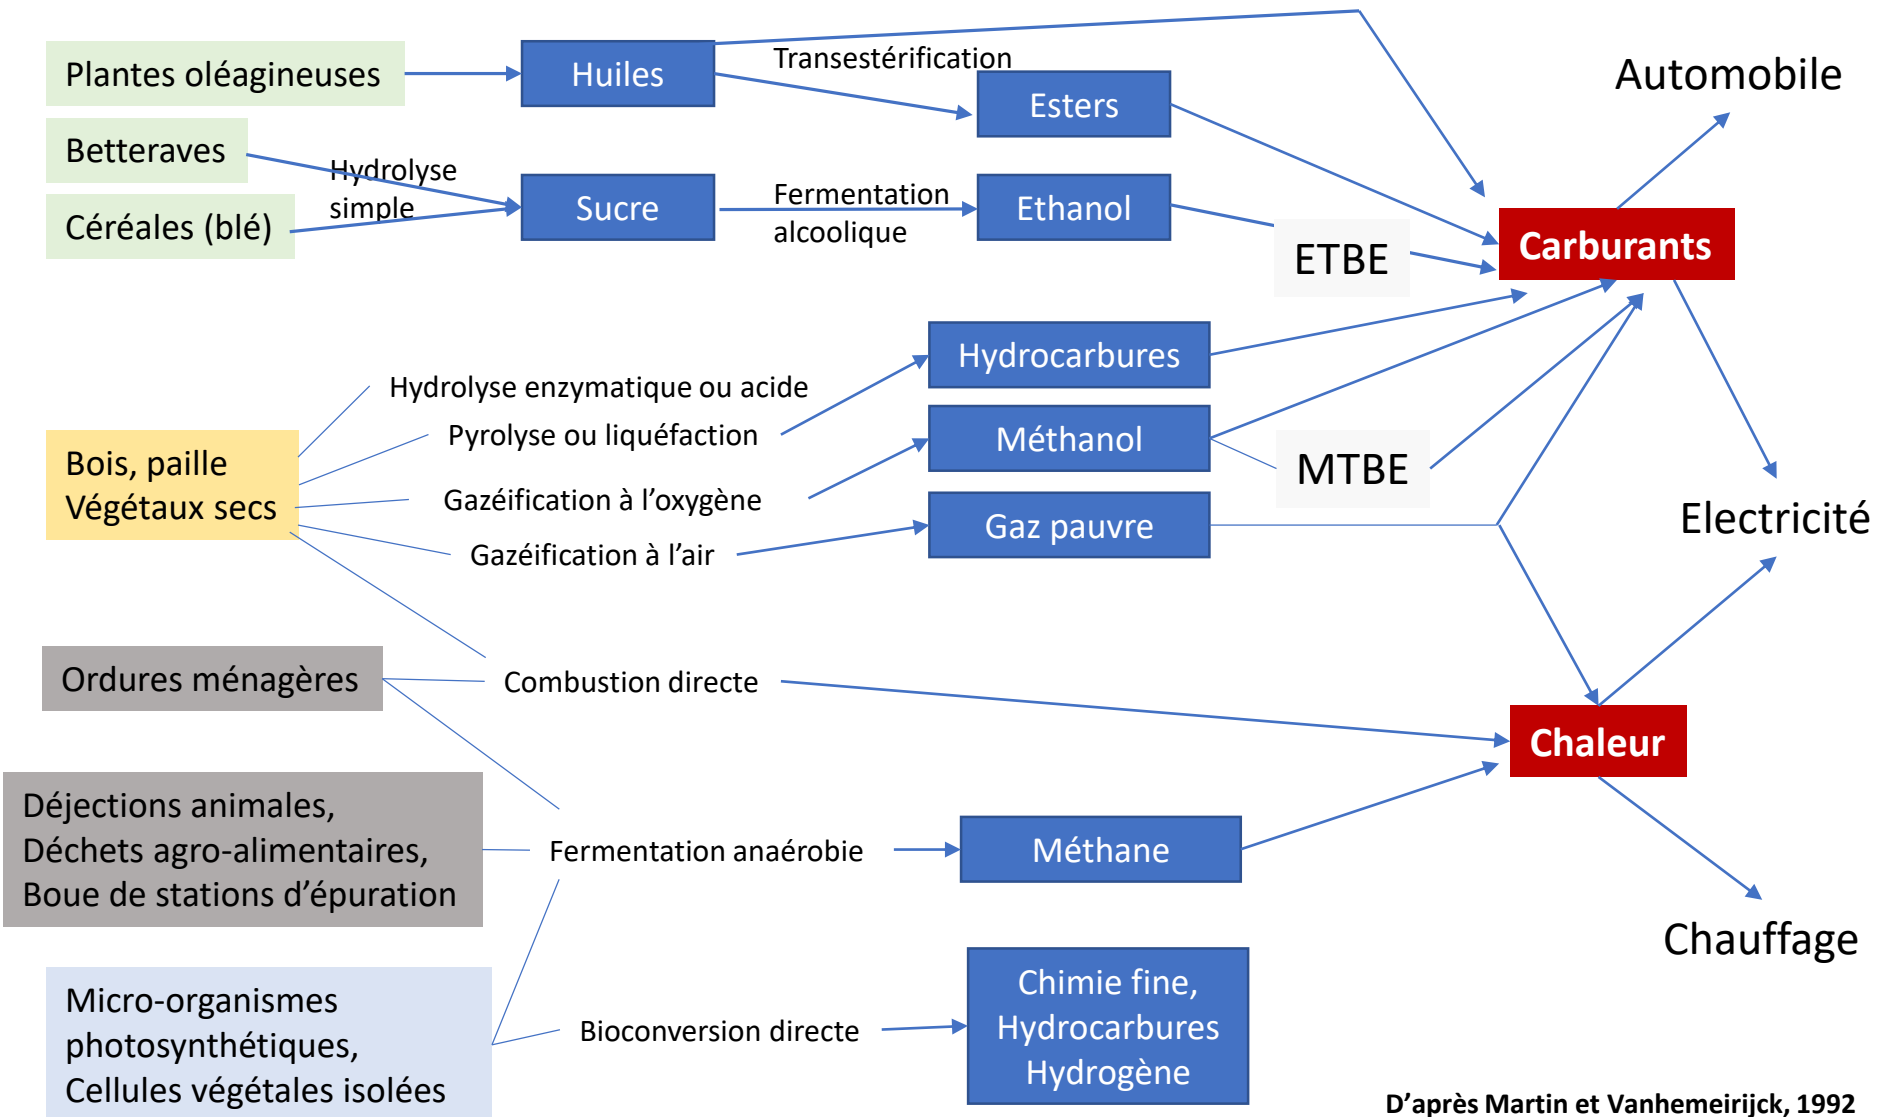 Plantes oléagineuses
Huiles
Transestérification
Esters
Automobile
Betteraves
Hydrolyse
simple
Céréales (blé)
Sucre
Fermentation
alcoolique
Ethanol
ETBE
Carburants
Hydrocarbures
Hydrolyse enzymatique ou acide
Pyrolyse ou liquéfaction
Méthanol
MTBE
Bois, paille
Végétaux secs
Gazéification à l'oxygène
Gaz pauvre
Gazéification à l'air
Electricité
Ordures ménagères
Combustion directe
Chaleur
Déjections animales,
Déchets agro-alimentaires,
Boue de stations d'épuration
Fermentation anaérobie
Méthane
Chauffage
Micro-organismes
photosynthétiques,
Cellules végétales isolées
Bioconversion directe
Chimie fine,
Hydrocarbures
Hydrogène
D'après Martin et Vanhemeirijck, 1992